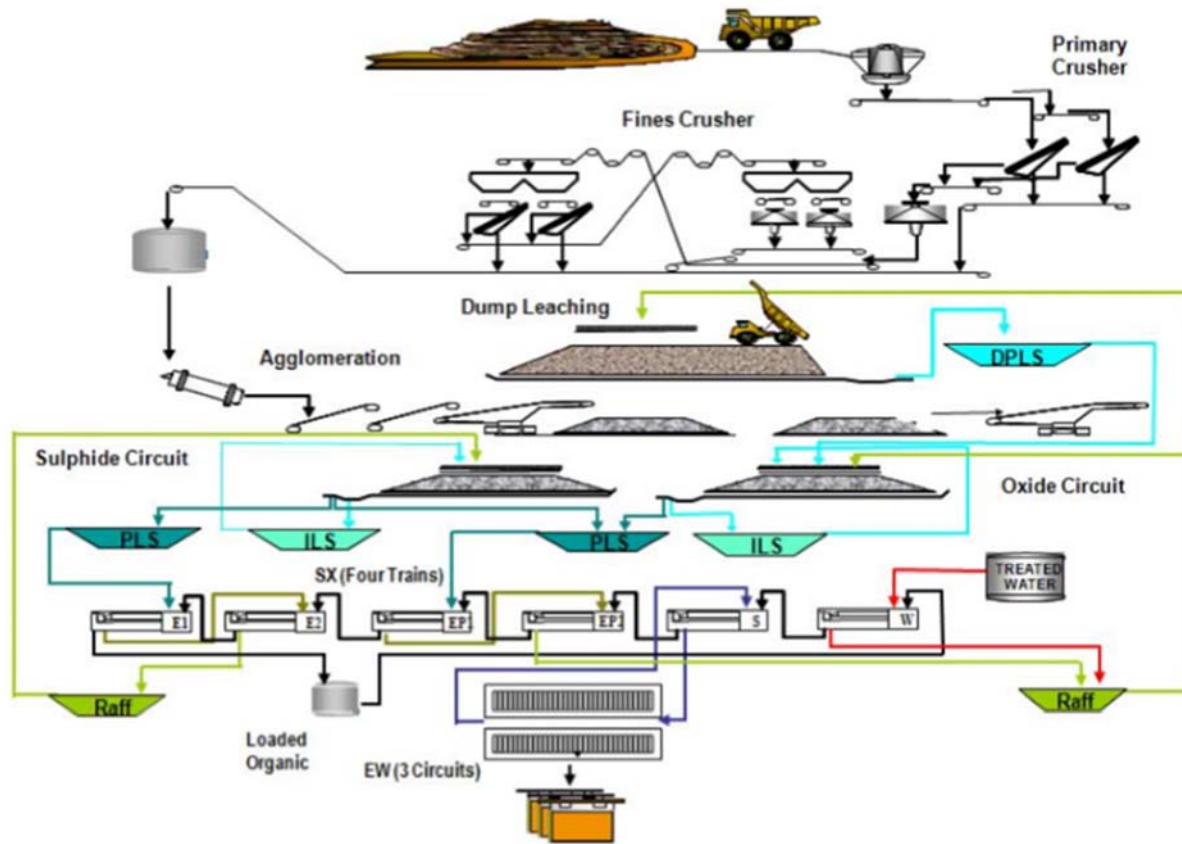 Primary
Crusher
Fines Crusher
Dump Leaching
DPLS
Agglomeration
Sulphide Circuit
Oxide Circuit
PLS
ILS
PLS
ILS
SX (Four Trains)
TREATED
WATER
E1
E2
EP1
EP2
S
W
Raff
Raff
Loaded
Organic
EW (3 Circuits)